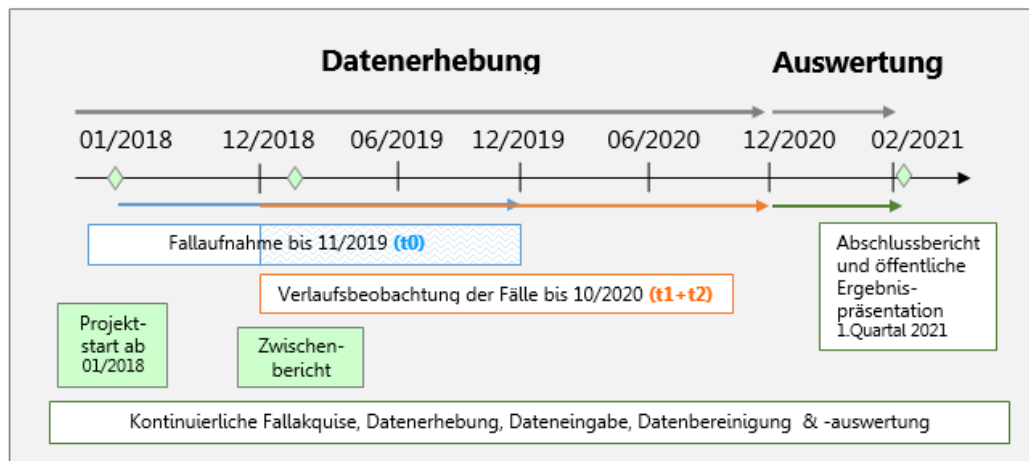 Datenerhebung
Auswertung
01/2018
12/2018
06/2019
12/2019
06/2020
12/2020
02/2021
Fallaufnahme bis 11/2019 (t0)
Verlaufsbeobachtung der Fälle bis 10/2020 (t1+t2)
Abschlussbericht
und öffentliche
Ergebnis-
präsentation
1.Quartal 2021
Projekt-
start ab
01/2018
Zwischen-
bericht
Kontinuierliche Fallakquise, Datenerhebung, Dateneingabe, Datenbereinigung & -auswertung